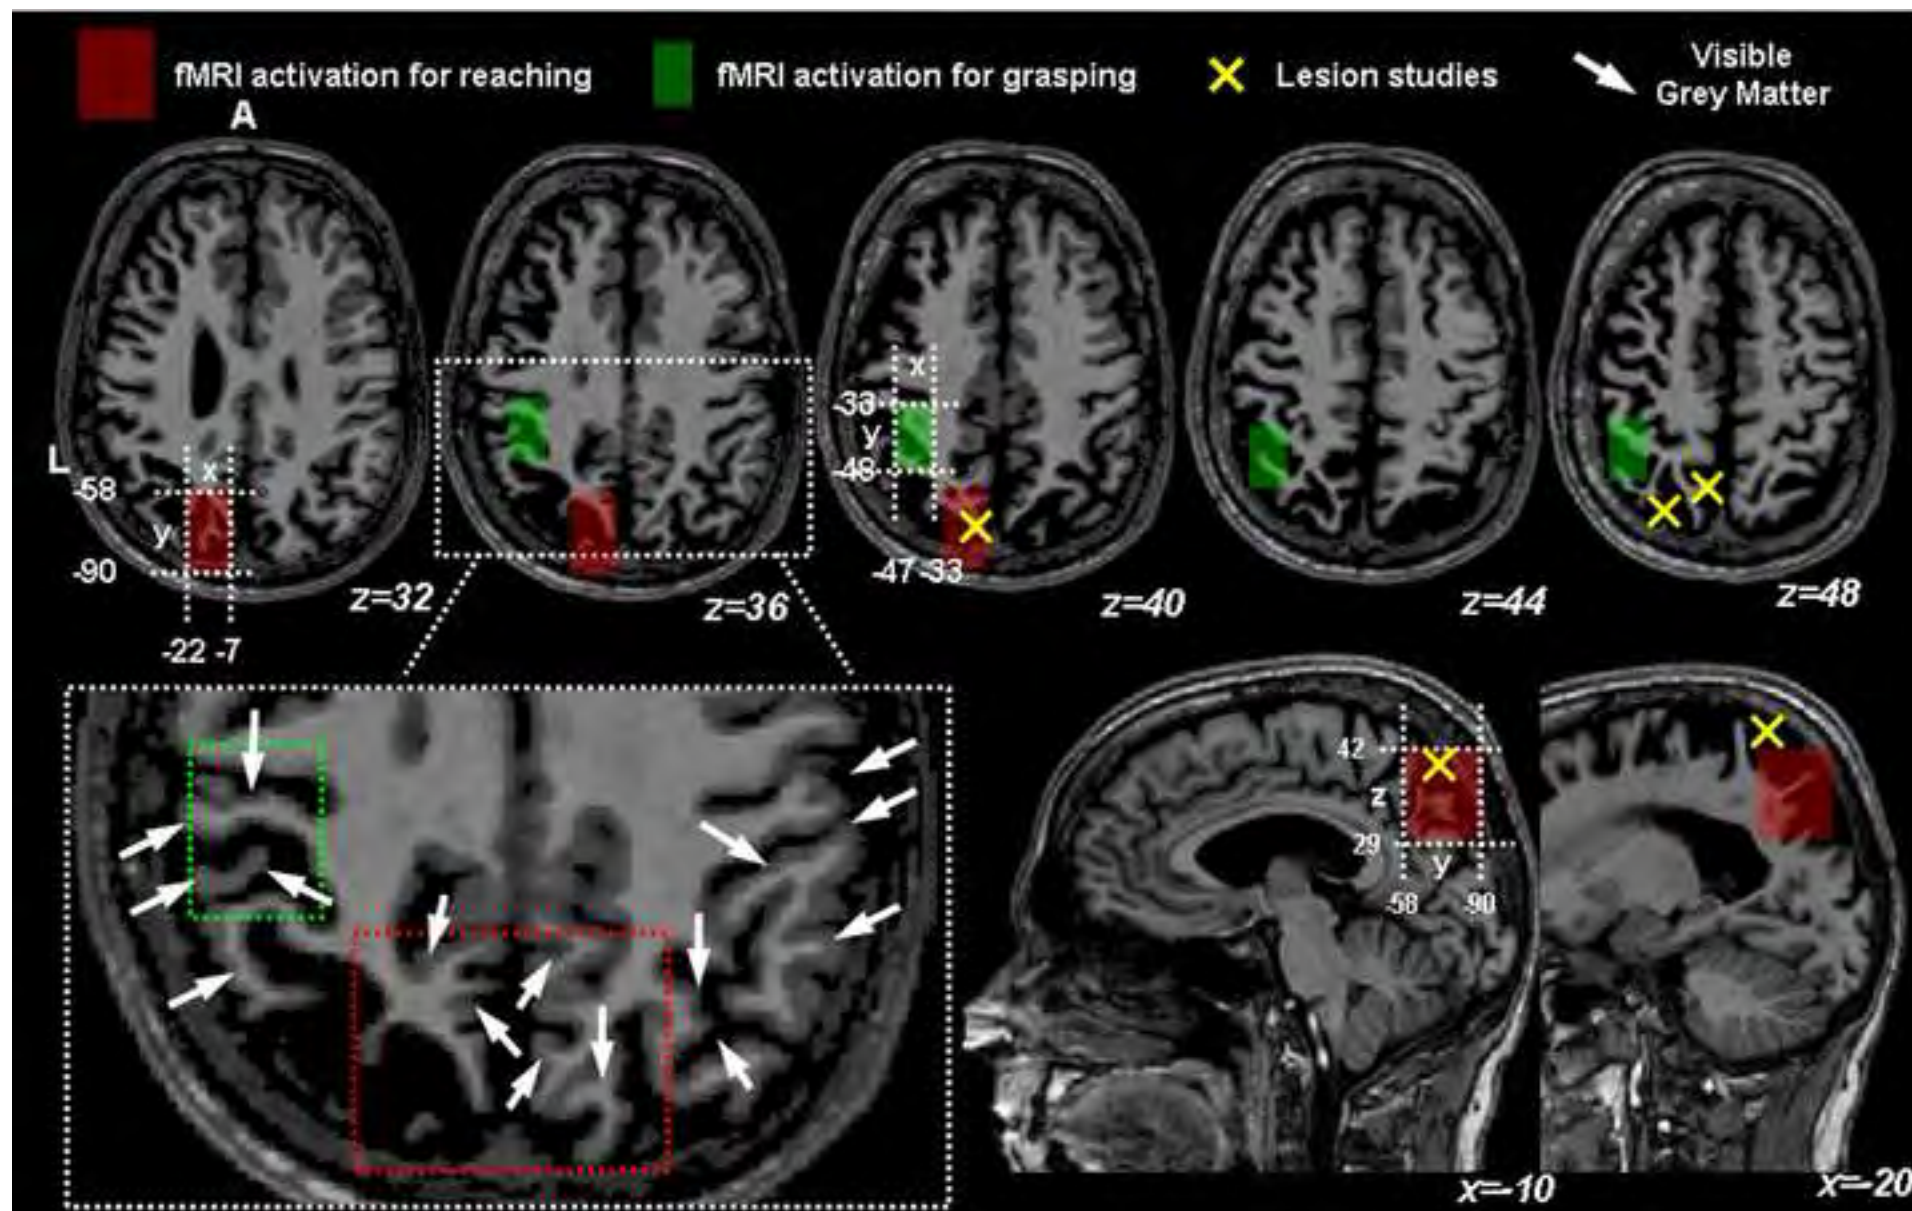 fMRI activation for reaching
fMRI activation for grasping
Lesion studies
Visible
Grey Matter
A
L
x
-58
y
-90
-22 -7
z=32
z=36
x
-33
y
-48
-47 -33
z=40
z=44
z=48
42
z
29
y
-58
-90
x=-10
x=-20